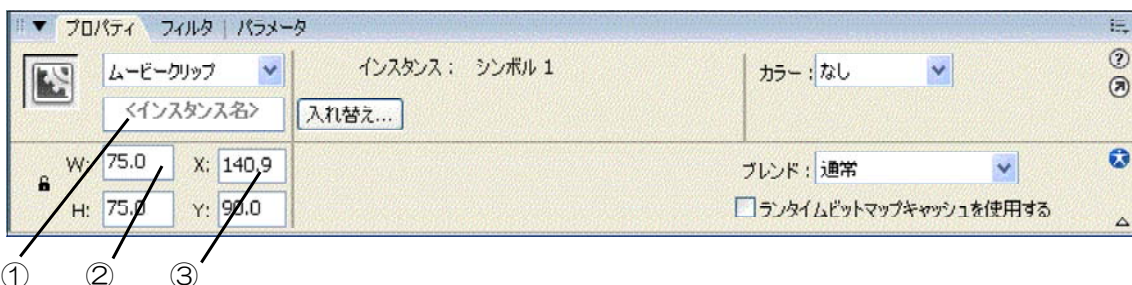 プロパティ フィルタ | パラメータ
ムービークリップ インスタンス： シンボル 1 カラー：なし
<インスタンス名> 入れ替え...
W: 75.0 X: 140.9 ブレンド：通常
H: 75.0 Y: 90.0 ランタイムビットマップキャッシュを使用する
① ② ③